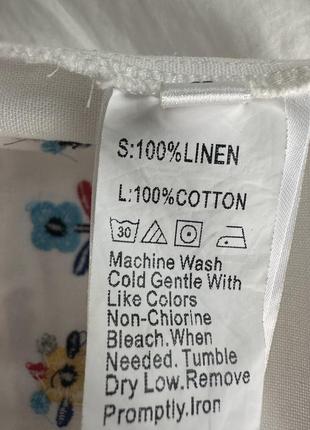 S:100%LINEN
L:100%COTTON
30
Machine Wash
Cold Gentle With
Like Colors
Non-Chlorine
Bleach.When
Needed. Tumble
Dry Low.Remove
Promptly.Iron